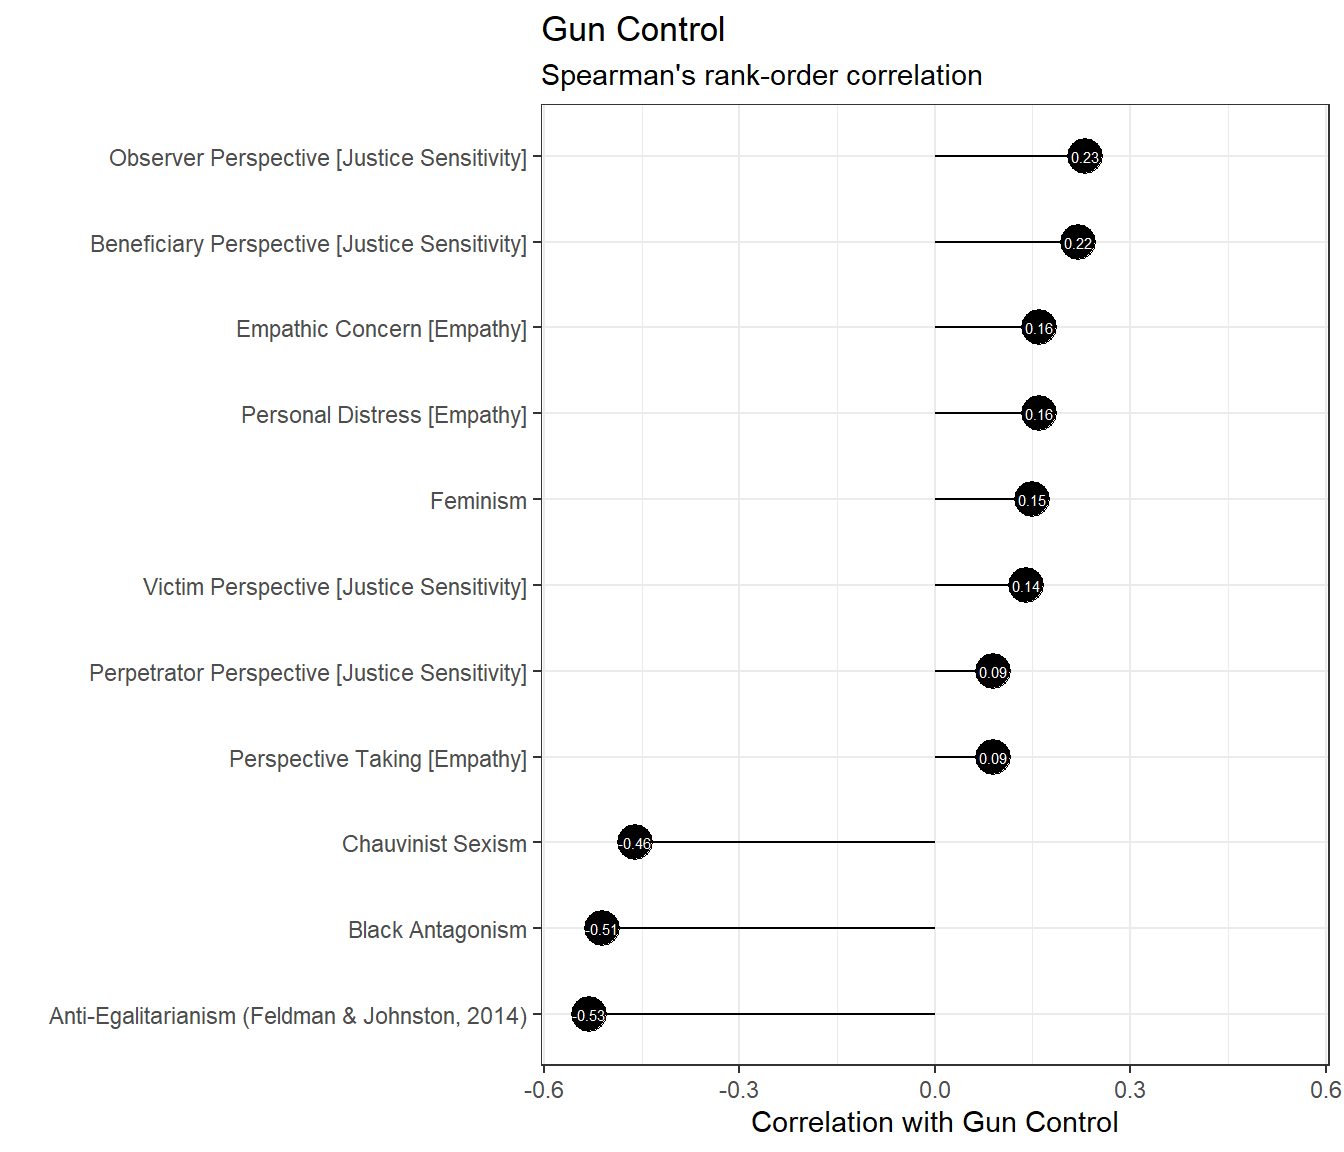 Gun Control
Spearman's rank-order correlation
Observer Perspective [Justice Sensitivity] 0.23
Beneficiary Perspective [Justice Sensitivity] 0.22
Empathic Concern [Empathy] 0.16
Personal Distress [Empathy] 0.16
Feminism 0.15
Victim Perspective [Justice Sensitivity] 0.14
Perpetrator Perspective [Justice Sensitivity] 0.09
Perspective Taking [Empathy] 0.09
Chauvinist Sexism -0.46
Black Antagonism -0.51
Anti-Egalitarianism (Feldman & Johnston, 2014) -0.53
-0.6 -0.3 0.0 0.3 0.6
Correlation with Gun Control